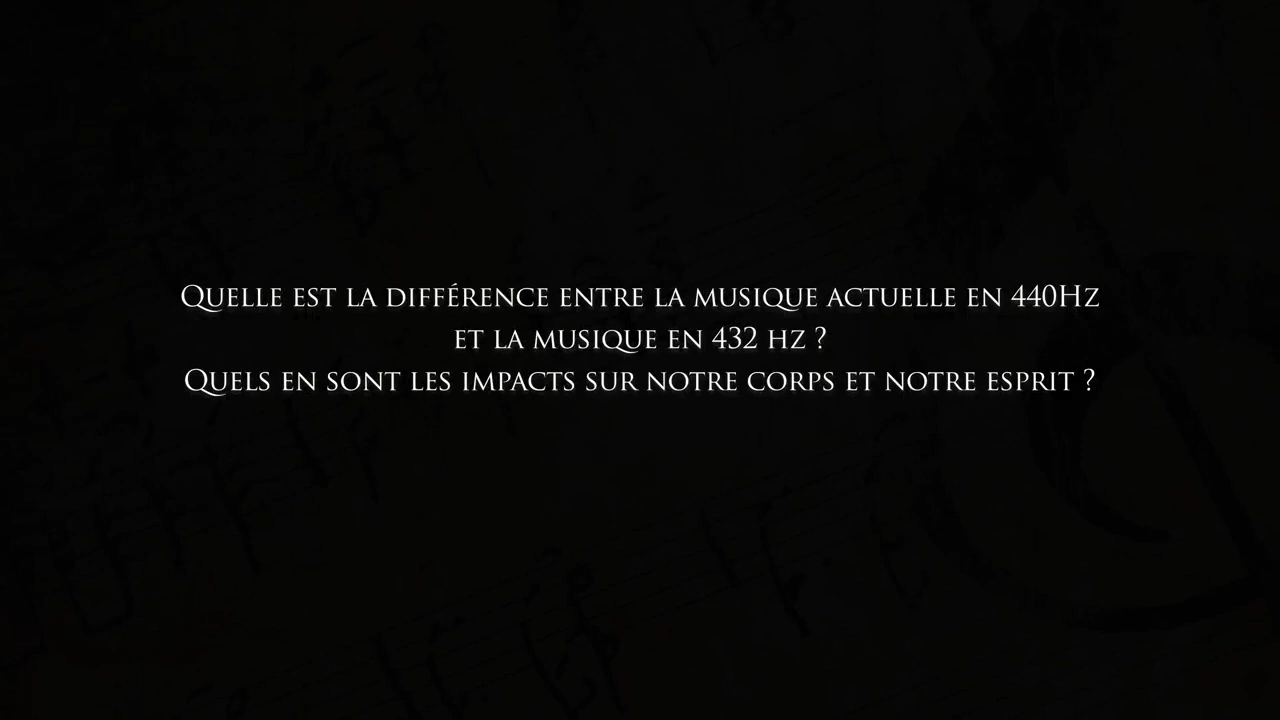 Quelle est la différence entre la musique actuelle en 440Hz
et la musique en 432 hz ?
Quels en sont les impacts sur notre corps et notre esprit ?